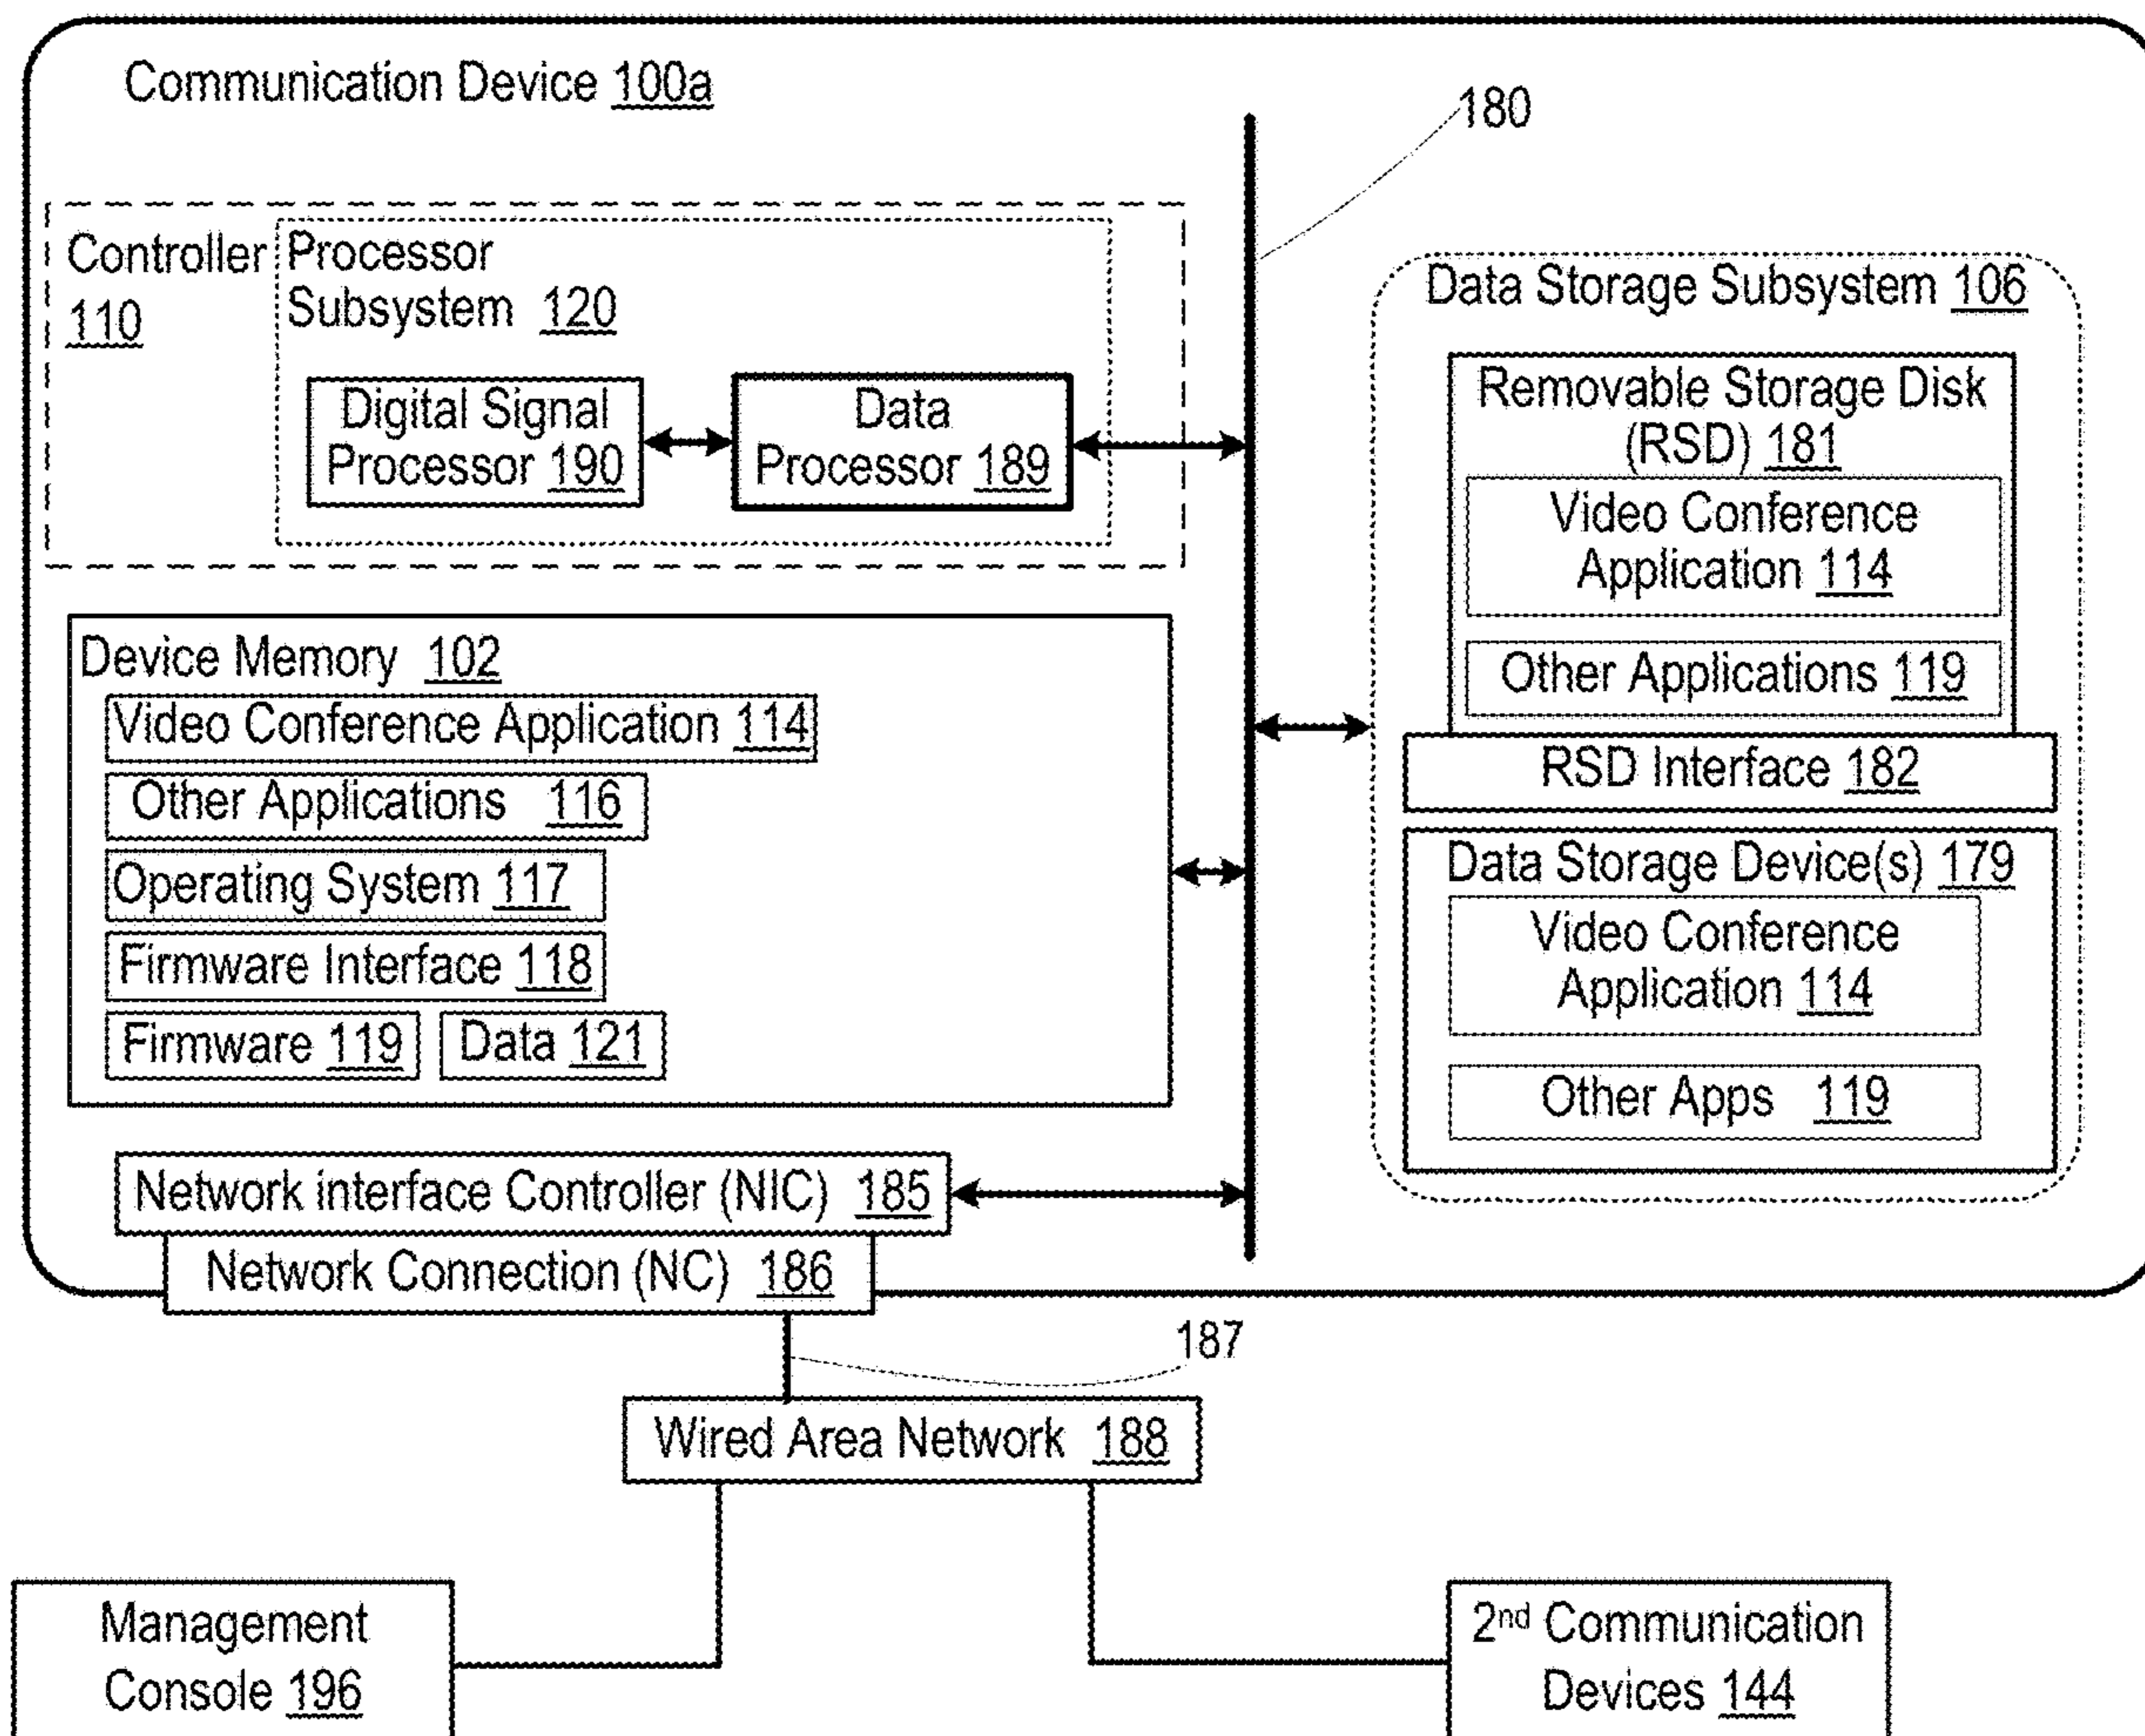 Communication Device 100a
180
Controller
110
Processor
Subsystem 120
Digital Signal
Processor 190
Data
Processor 189
Data Storage Subsystem 106
Removable Storage Disk
(RSD) 181
Video Conference
Application 114
Other Applications 119
RSD Interface 182
Data Storage Device(s) 179
Video Conference
Application 114
Other Apps 119
Device Memory 102
Video Conference Application 114
Other Applications 116
Operating System 117
Firmware Interface 118
Firmware 119
Data 121
Network interface Controller (NIC) 185
Network Connection (NC) 186
187
Wired Area Network 188
Management
Console 196
2nd Communication
Devices 144